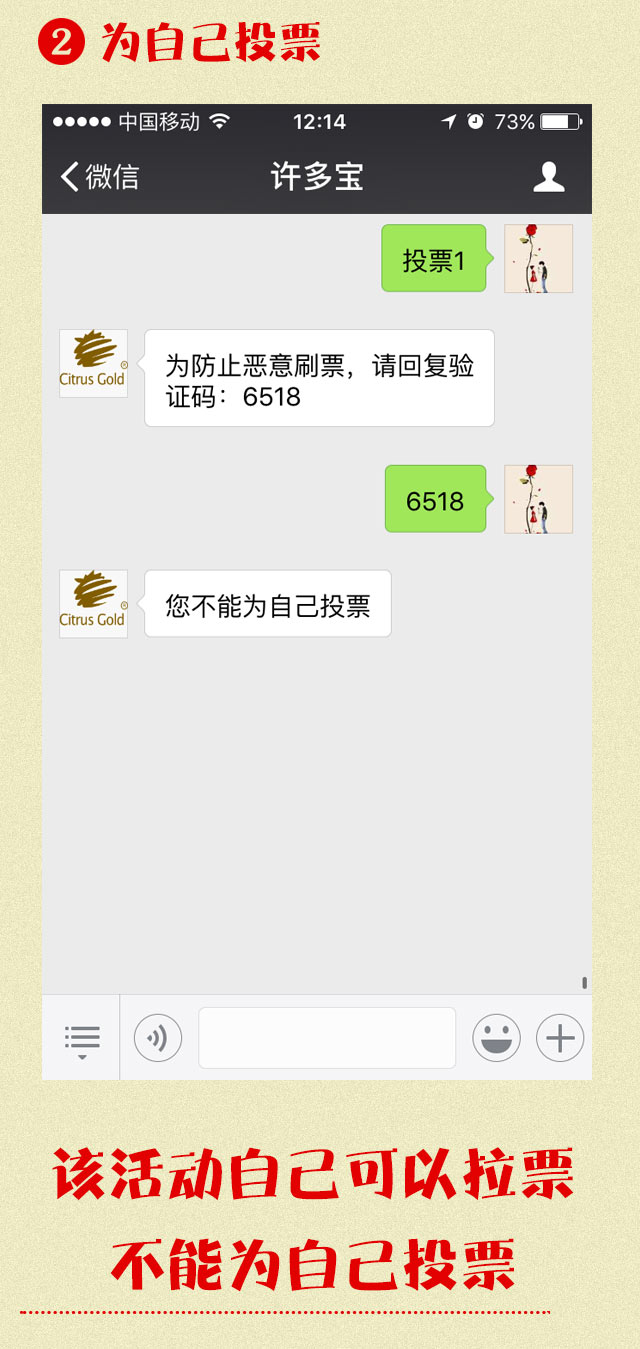 2 为自己投票
中国移动 12:14 73%
微信 许多宝
投票1
Citrus Gold ®
为防止恶意刷票，请回复验
证码：6518
6518
Citrus Gold ®
您不能为自己投票
该活动自己可以拉票
不能为自己投票